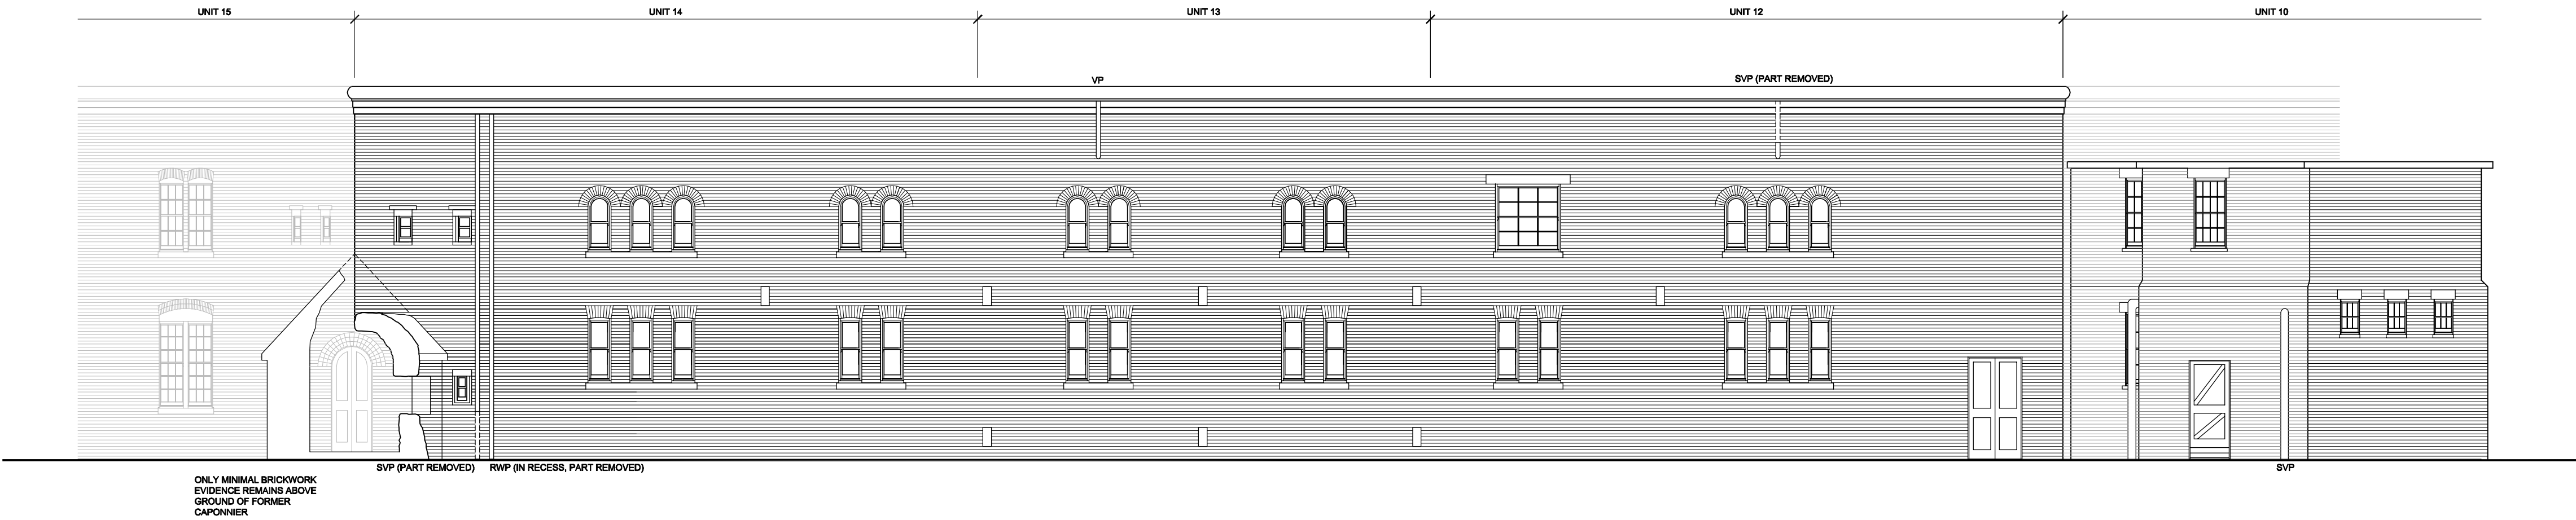 UNIT 15
UNIT 14
UNIT 13
UNIT 12
UNIT 10
VP
SVP (PART REMOVED)
SVP (PART REMOVED)
RWP (IN RECESS, PART REMOVED)
SVP
ONLY MINIMAL BRICKWORK
EVIDENCE REMAINS ABOVE
GROUND OF FORMER
CAPONNIER